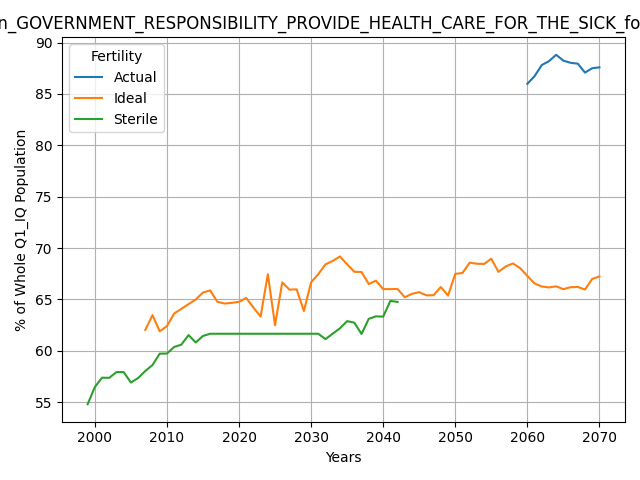 n_GOVERNMENT_RESPONSIBILITY_PROVIDE_HEALTH_CARE_FOR_THE_SICK_fo
90
85
80
75
70
65
60
55
% of Whole Q1_IQ Population
Fertility
Actual
Ideal
Sterile
2000 2010 2020 2030 2040 2050 2060 2070
Years